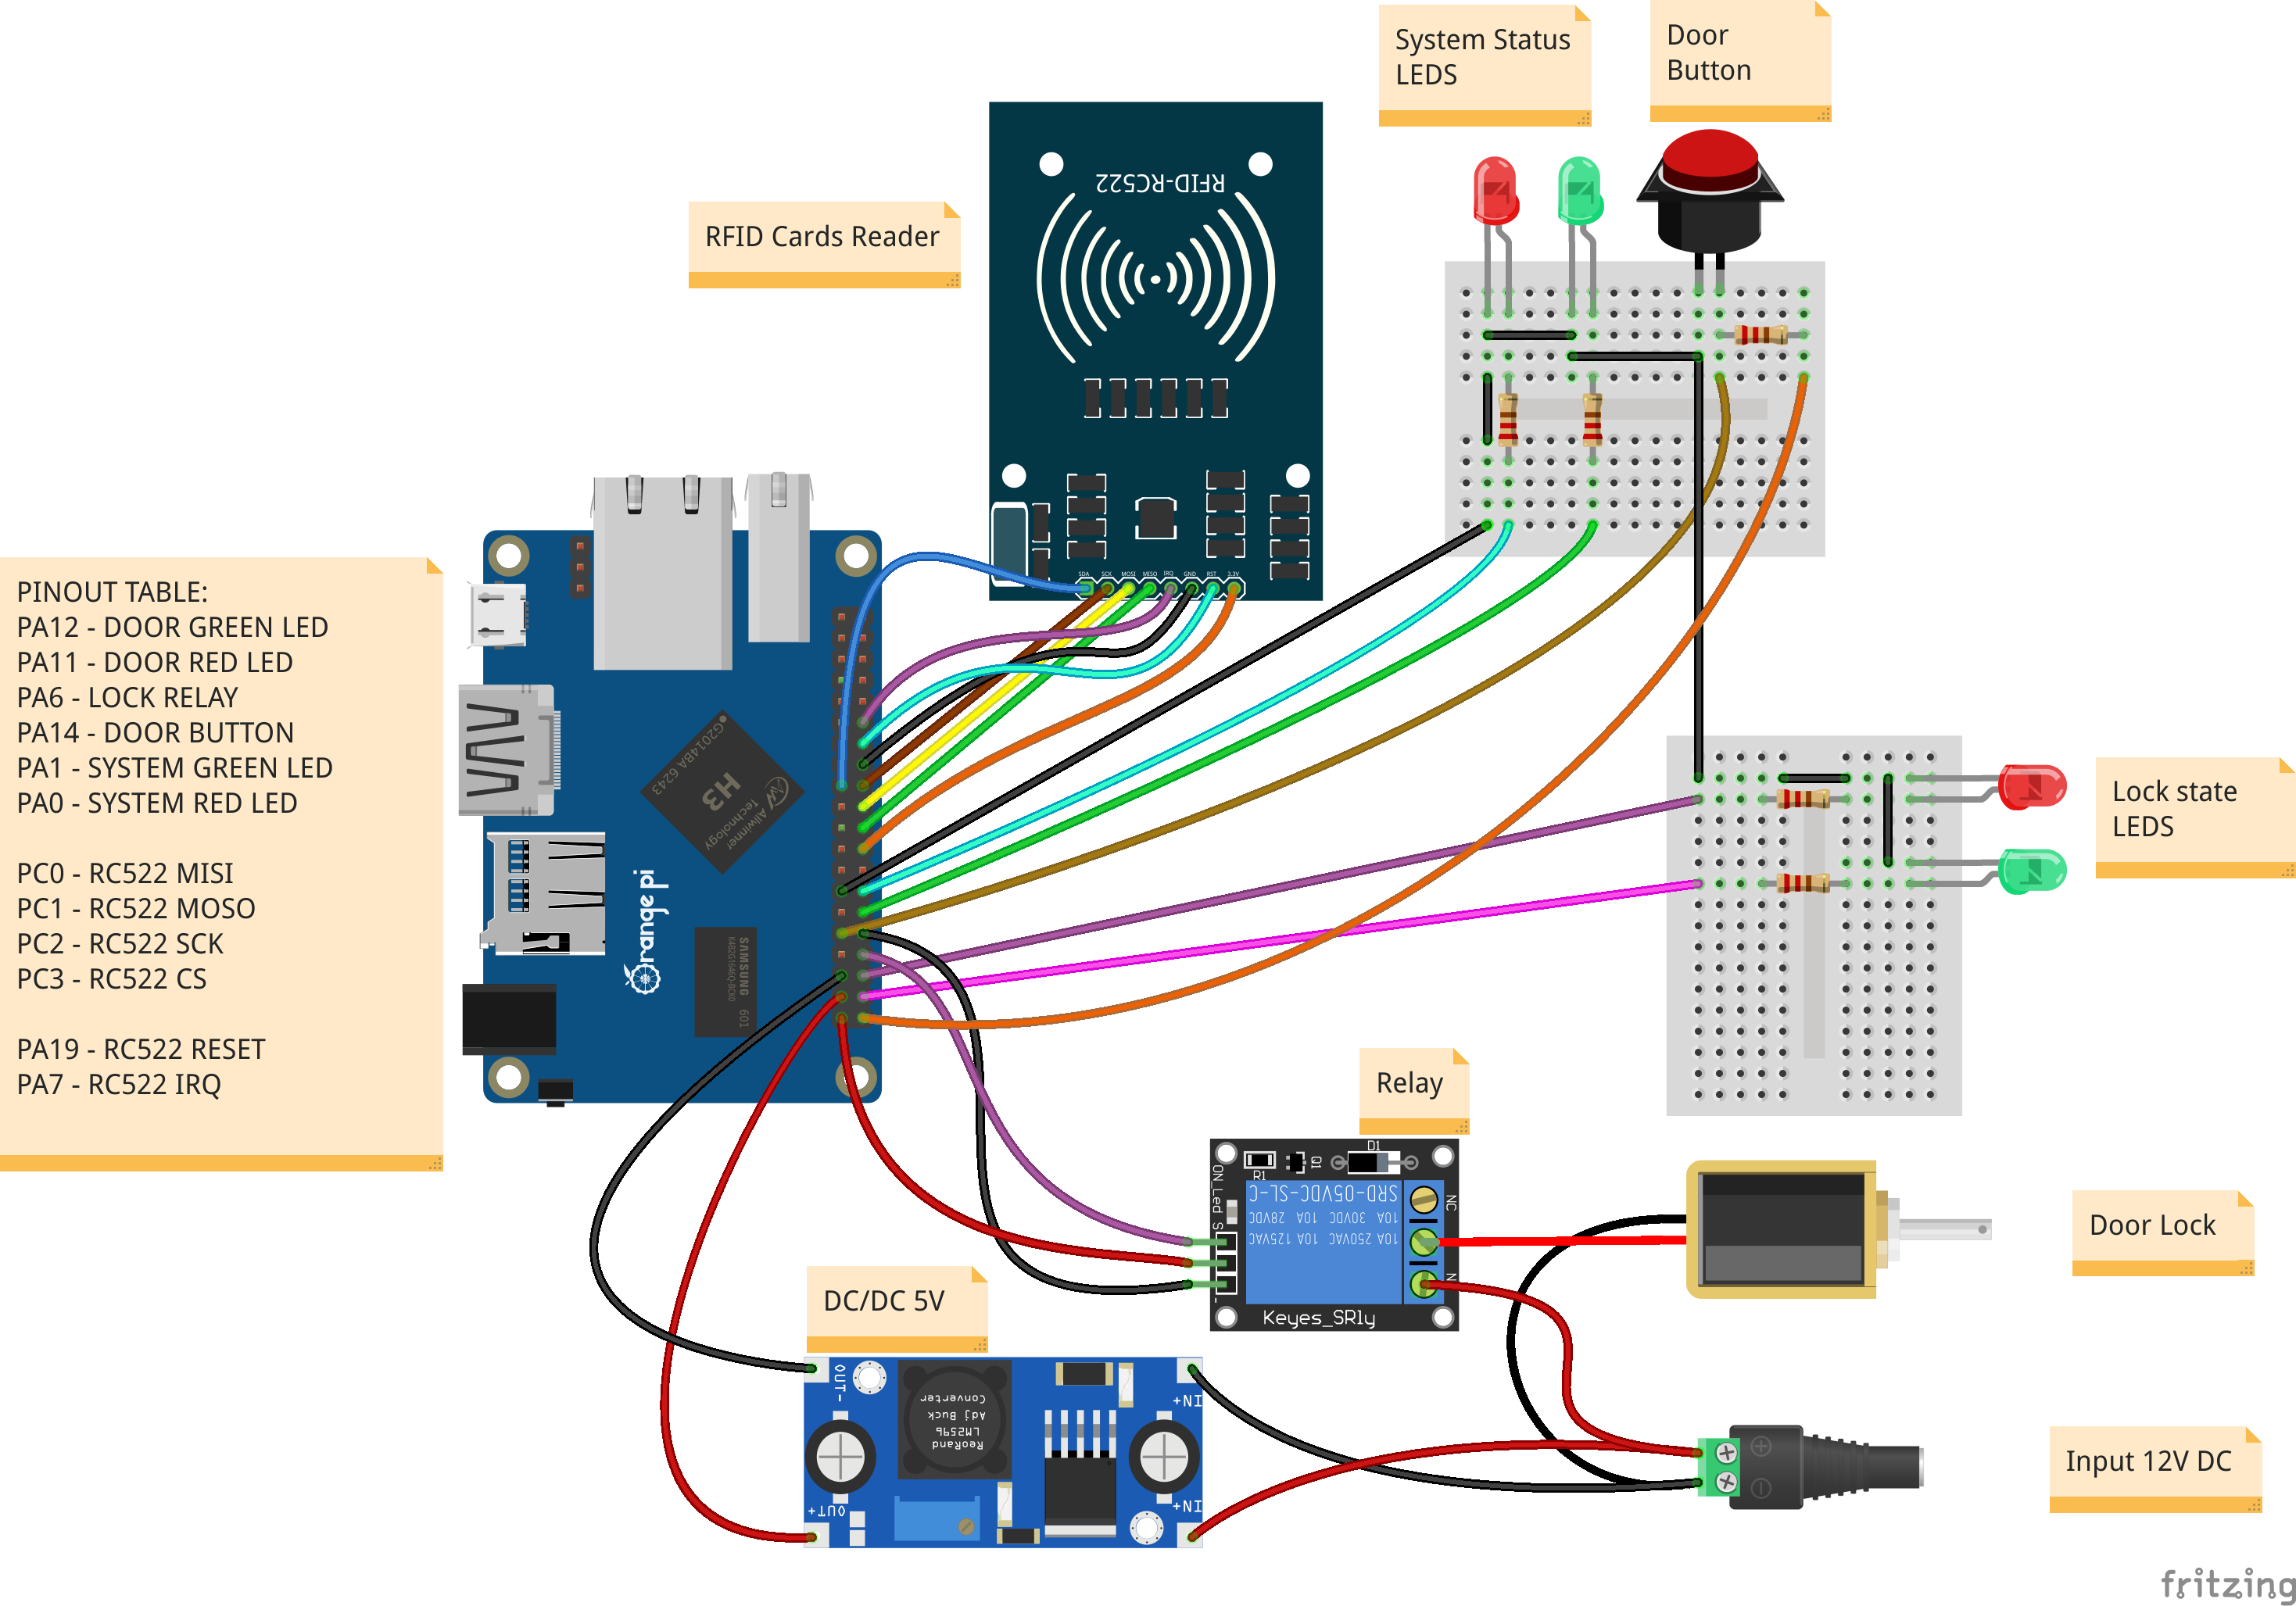 System Status
LEDS
Door
Button
RFID Cards Reader
RFID-RC522
SDA SCK MOSI MISO IRQ GND RST 3.3V
PINOUT TABLE:
PA12 - DOOR GREEN LED
PA11 - DOOR RED LED
PA6 - LOCK RELAY
PA14 - DOOR BUTTON
PA1 - SYSTEM GREEN LED
PA0 - SYSTEM RED LED
PC0 - RC522 MISI
PC1 - RC522 MOSO
PC2 - RC522 SCK
PC3 - RC522 CS
PA19 - RC522 RESET
PA7 - RC522 IRQ
G2014BA 6243
H3
Allwinner
Technology
Orange pi
SAMSUNG 601
Lock state
LEDS
Relay
D1
R1
Q1
ON_Led
S
-
SRD-05VDC-SL-C
10A 30VDC 10A 28VDC
10A 250VAC 10A 125VAC
NC
N
Keyes_SRly
Door Lock
DC/DC 5V
OUT-
OUT+
IN+
IN+
ReoRand
LM2596
Adj Buck
Converter
Input 12V DC
fritzing